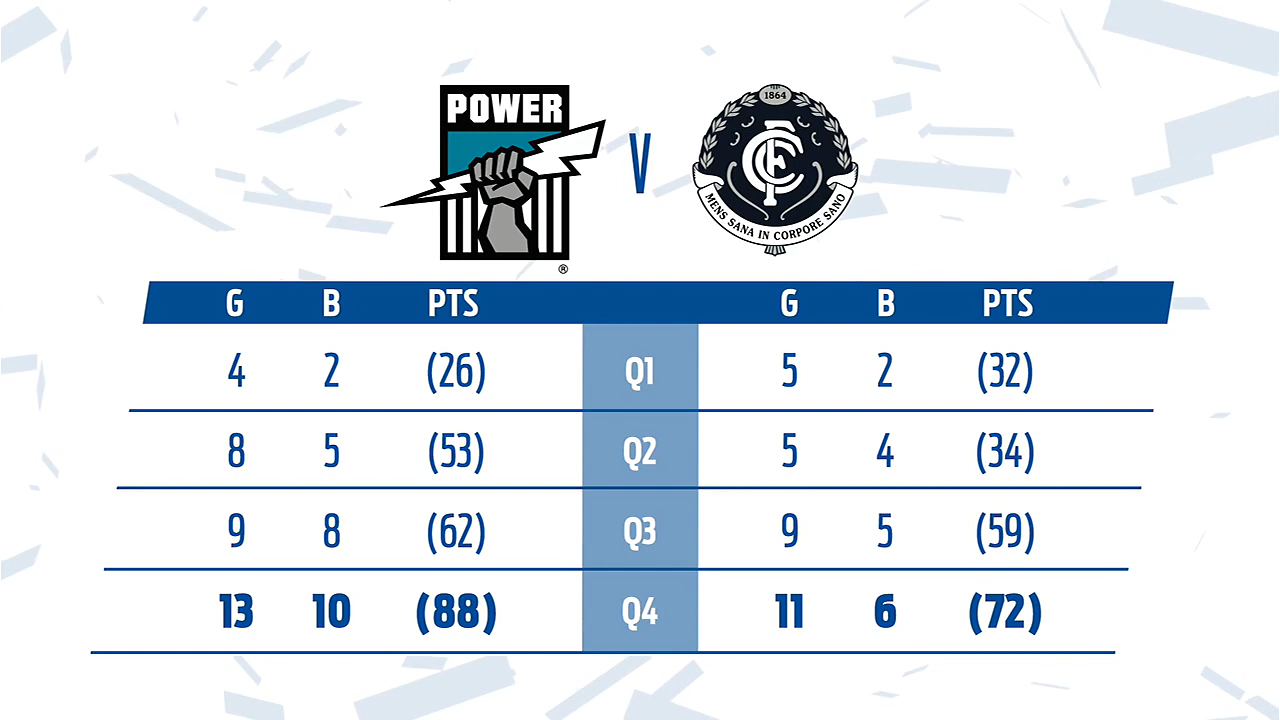 POWER
®
V
1864
CFC
MENS SANA IN CORPORE SANO
G B PTS G B PTS
4 2 (26) Q1 5 2 (32)
8 5 (53) Q2 5 4 (34)
9 8 (62) Q3 9 5 (59)
13 10 (88) Q4 11 6 (72)